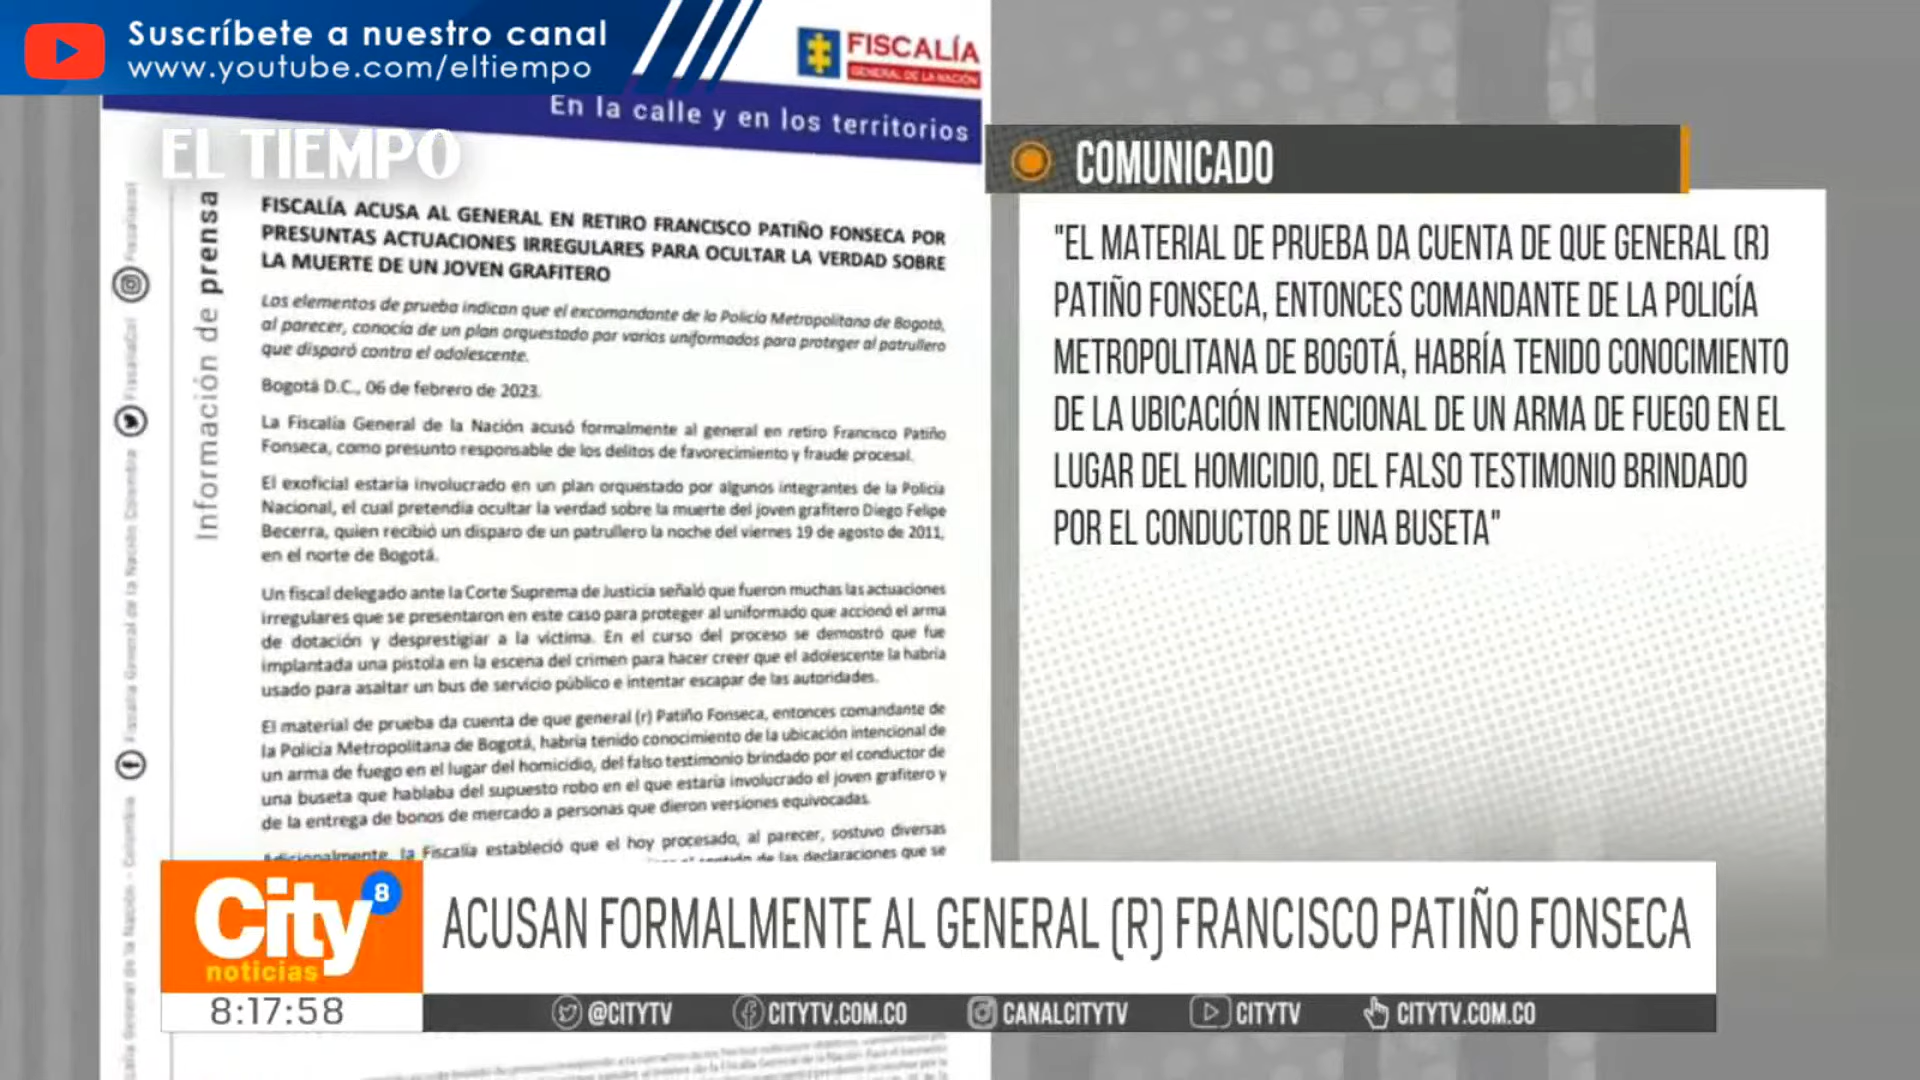 Suscríbete a nuestro canal
www.youtube.com/eltiempo
FISCALÍA
GENERAL DE LA NACIÓN
En la calle y en los territorios
EL TIEMPO
Información de prensa
FISCALÍA ACUSA AL GENERAL EN RETIRO FRANCISCO PATIÑO FONSECA POR
PRESUNTAS ACTUACIONES IRREGULARES PARA OCULTAR LA VERDAD SOBRE
LA MUERTE DE UN JOVEN GRAFITERO
Los elementos de prueba indican que el excomandante de la Policía Metropolitana de Bogotá,
al parecer, conocía de un plan orquestado por varios uniformados para proteger al patrullero
que disparó contra el adolescente.
Bogotá D.C., 06 de febrero de 2023.
La Fiscalía General de la Nación acusó formalmente al general en retiro Francisco Patiño
Fonseca, como presunto responsable de los delitos de favorecimiento y fraude procesal.
El exoficial estaría involucrado en un plan orquestado por algunos integrantes de la Policía
Nacional, el cual pretendía ocultar la verdad sobre la muerte del joven grafitero Diego Felipe
Becerra, quien recibió un disparo de un patrullero la noche del viernes 19 de agosto de 2011,
en el norte de Bogotá.
Un fiscal delegado ante la Corte Suprema de Justicia señaló que fueron muchas las actuaciones
irregulares que se presentaron en este caso para proteger al uniformado que accionó el arma
de dotación y desprestigiar a la víctima. En el curso del proceso se demostró que fue
implantada una pistola en la escena del crimen para hacer creer que el adolescente la habría
usado para asaltar un bus de servicio público e intentar escapar de las autoridades.
El material de prueba da cuenta de que general (r) Patiño Fonseca, entonces comandante de
la Policía Metropolitana de Bogotá, habría tenido conocimiento de la ubicación intencional de
un arma de fuego en el lugar del homicidio, del falso testimonio brindado por el conductor de
una buseta que hablaba del supuesto robo en el que estaría involucrado el joven grafitero y
de la entrega de bonos de mercado a personas que dieron versiones equivocadas.
Adicionalmente, la Fiscalía estableció que el hoy procesado, al parecer, sostuvo diversas
sentido de las declaraciones que se
COMUNICADO
"EL MATERIAL DE PRUEBA DA CUENTA DE QUE GENERAL (R)
PATIÑO FONSECA, ENTONCES COMANDANTE DE LA POLICÍA
METROPOLITANA DE BOGOTÁ, HABRÍA TENIDO CONOCIMIENTO
DE LA UBICACIÓN INTENCIONAL DE UN ARMA DE FUEGO EN EL
LUGAR DEL HOMICIDIO, DEL FALSO TESTIMONIO BRINDADO
POR EL CONDUCTOR DE UNA BUSETA"
City 8
noticias
ACUSAN FORMALMENTE AL GENERAL (R) FRANCISCO PATIÑO FONSECA
8:17:58
@CITYTV
CITYTV.COM.CO
CANALCITYTV
CITYTV
CITYTV.COM.CO